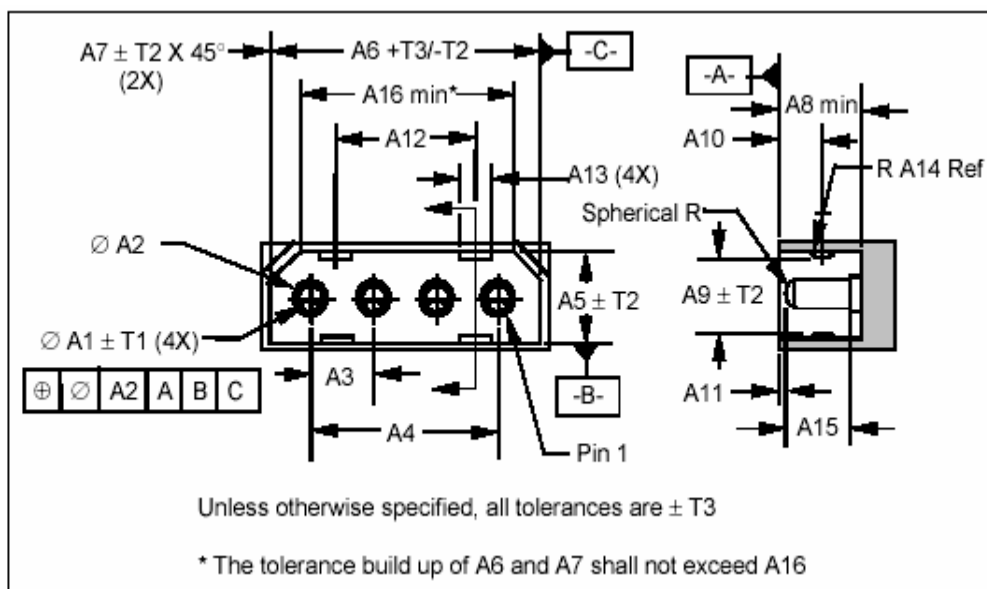 A7 ± T2 X 45°
(2X)
A6 +T3/-T2
-C-
A16 min*
A12
A13 (4X)
-A-
A8 min
A10
R A14 Ref
Spherical R
∅ A2
A5 ± T2
A9 ± T2
∅ A1 ± T1 (4X)
⊕ ∅ A2 A B C
A3
-B-
A11
A4
A15
Pin 1
Unless otherwise specified, all tolerances are ± T3
* The tolerance build up of A6 and A7 shall not exceed A16